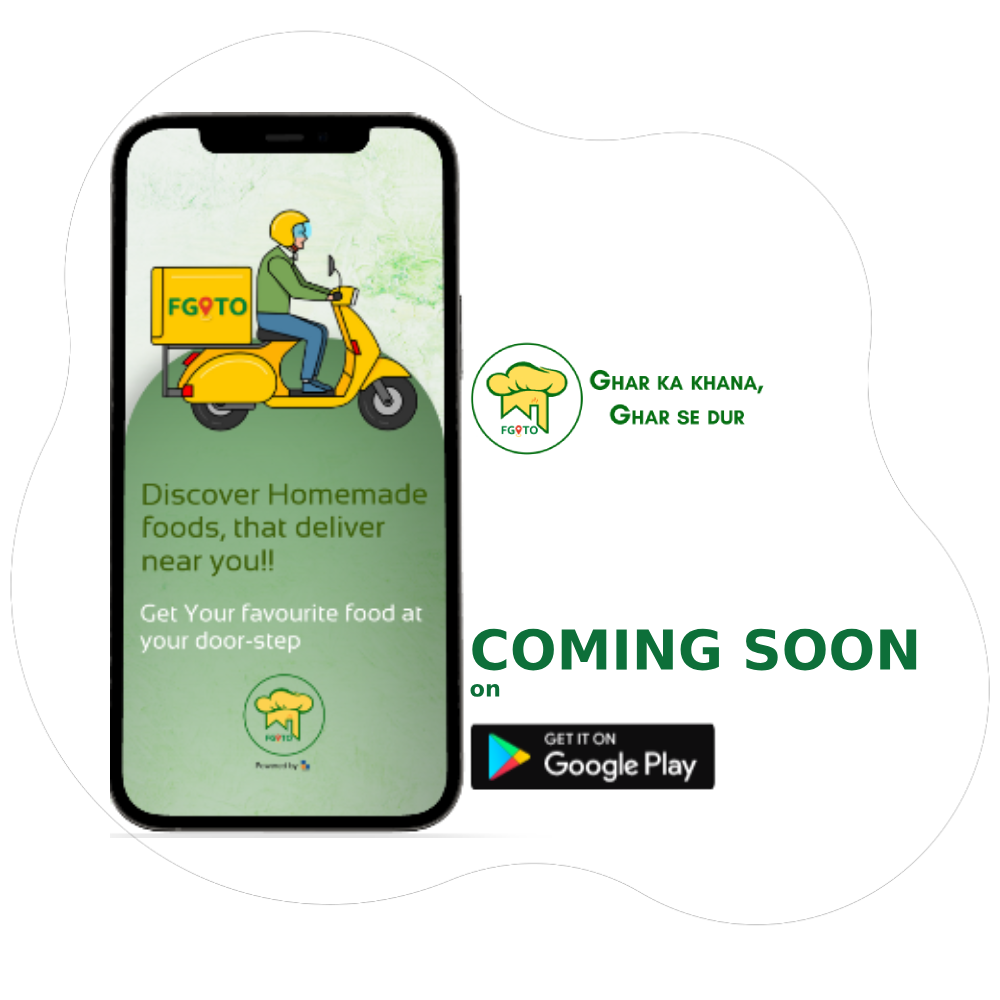 FGOTO
Discover Homemade
foods, that deliver
near you!!
Get Your favourite food at
your door-step
FGOTO
Powered by
FGOTO
GHAR KA KHANA,
GHAR SE DUR
COMING SOON
on
GET IT ON
Google Play